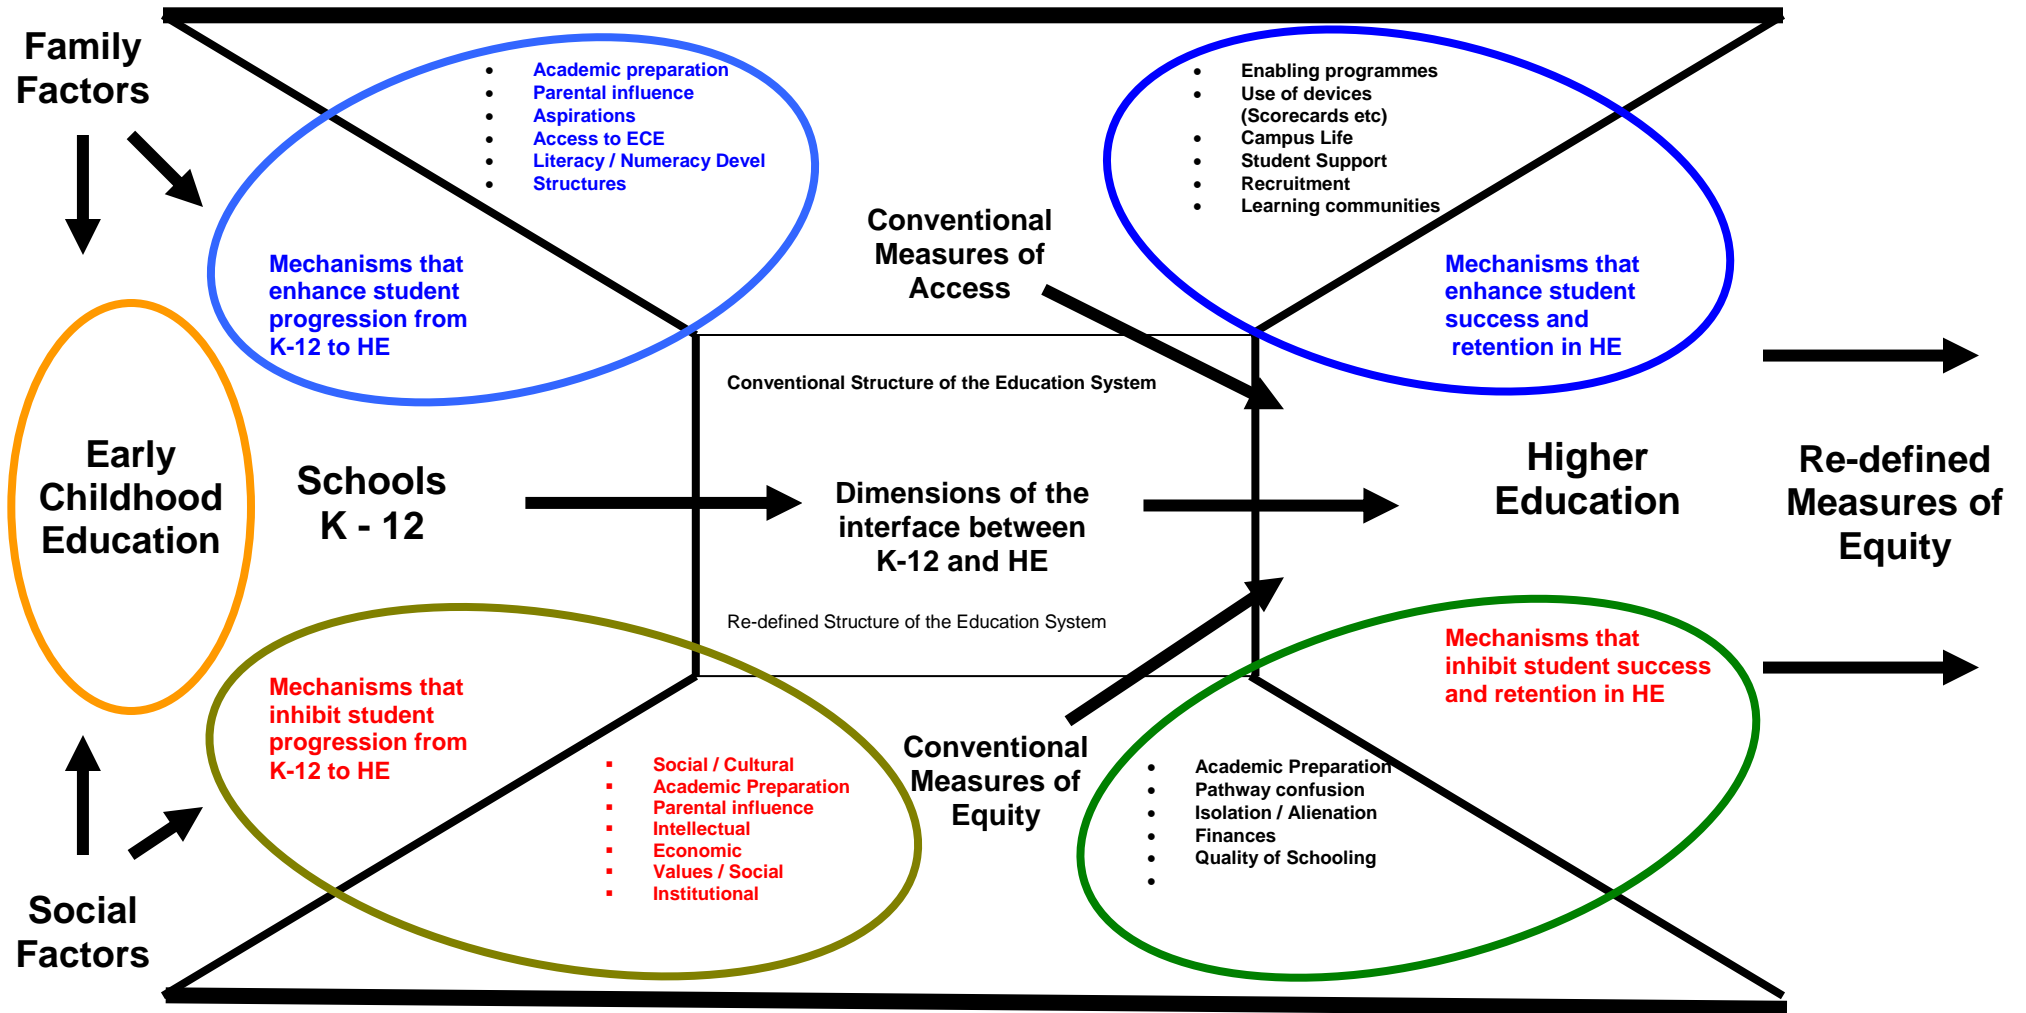 Family
Factors
• Academic preparation
• Parental influence
• Aspirations
• Access to ECE
• Literacy / Numeracy Devel
• Structures
Mechanisms that
enhance student
progression from
K-12 to HE
Conventional
Measures of
Access
• Enabling programmes
• Use of devices
(Scorecards etc)
• Campus Life
• Student Support
• Recruitment
• Learning communities
Mechanisms that
enhance student
success and
retention in HE
Conventional Structure of the Education System
Early
Childhood
Education
Schools
K - 12
Dimensions of the
interface between
K-12 and HE
Higher
Education
Re-defined
Measures of
Equity
Re-defined Structure of the Education System
Mechanisms that
inhibit student
progression from
K-12 to HE
▪ Social / Cultural
▪ Academic Preparation
▪ Parental influence
▪ Intellectual
▪ Economic
▪ Values / Social
▪ Institutional
Conventional
Measures of
Equity
Mechanisms that
inhibit student success
and retention in HE
• Academic Preparation
• Pathway confusion
• Isolation / Alienation
• Finances
• Quality of Schooling
•
Social
Factors